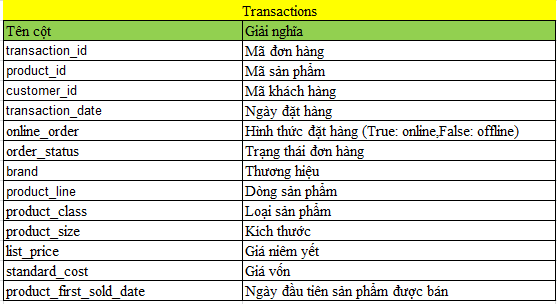 Transactions
Tên cột Giải nghĩa
transaction_id Mã đơn hàng
product_id Mã sản phẩm
customer_id Mã khách hàng
transaction_date Ngày đặt hàng
online_order Hình thức đặt hàng (True: online,False: offline)
order_status Trạng thái đơn hàng
brand Thương hiệu
product_line Dòng sản phẩm
product_class Loại sản phẩm
product_size Kích thước
list_price Giá niêm yết
standard_cost Giá vốn
product_first_sold_date Ngày đầu tiên sản phẩm được bán